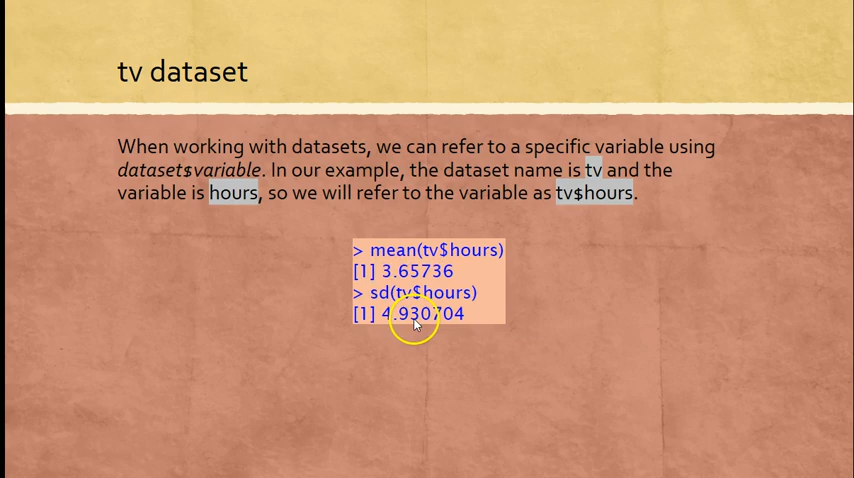 tv dataset
When working with datasets, we can refer to a specific variable using
dataset$variable. In our example, the dataset name is tv and the
variable is hours, so we will refer to the variable as tv$hours.
> mean(tv$hours)
[1] 3.65736
> sd(tv$hours)
[1] 4.930704